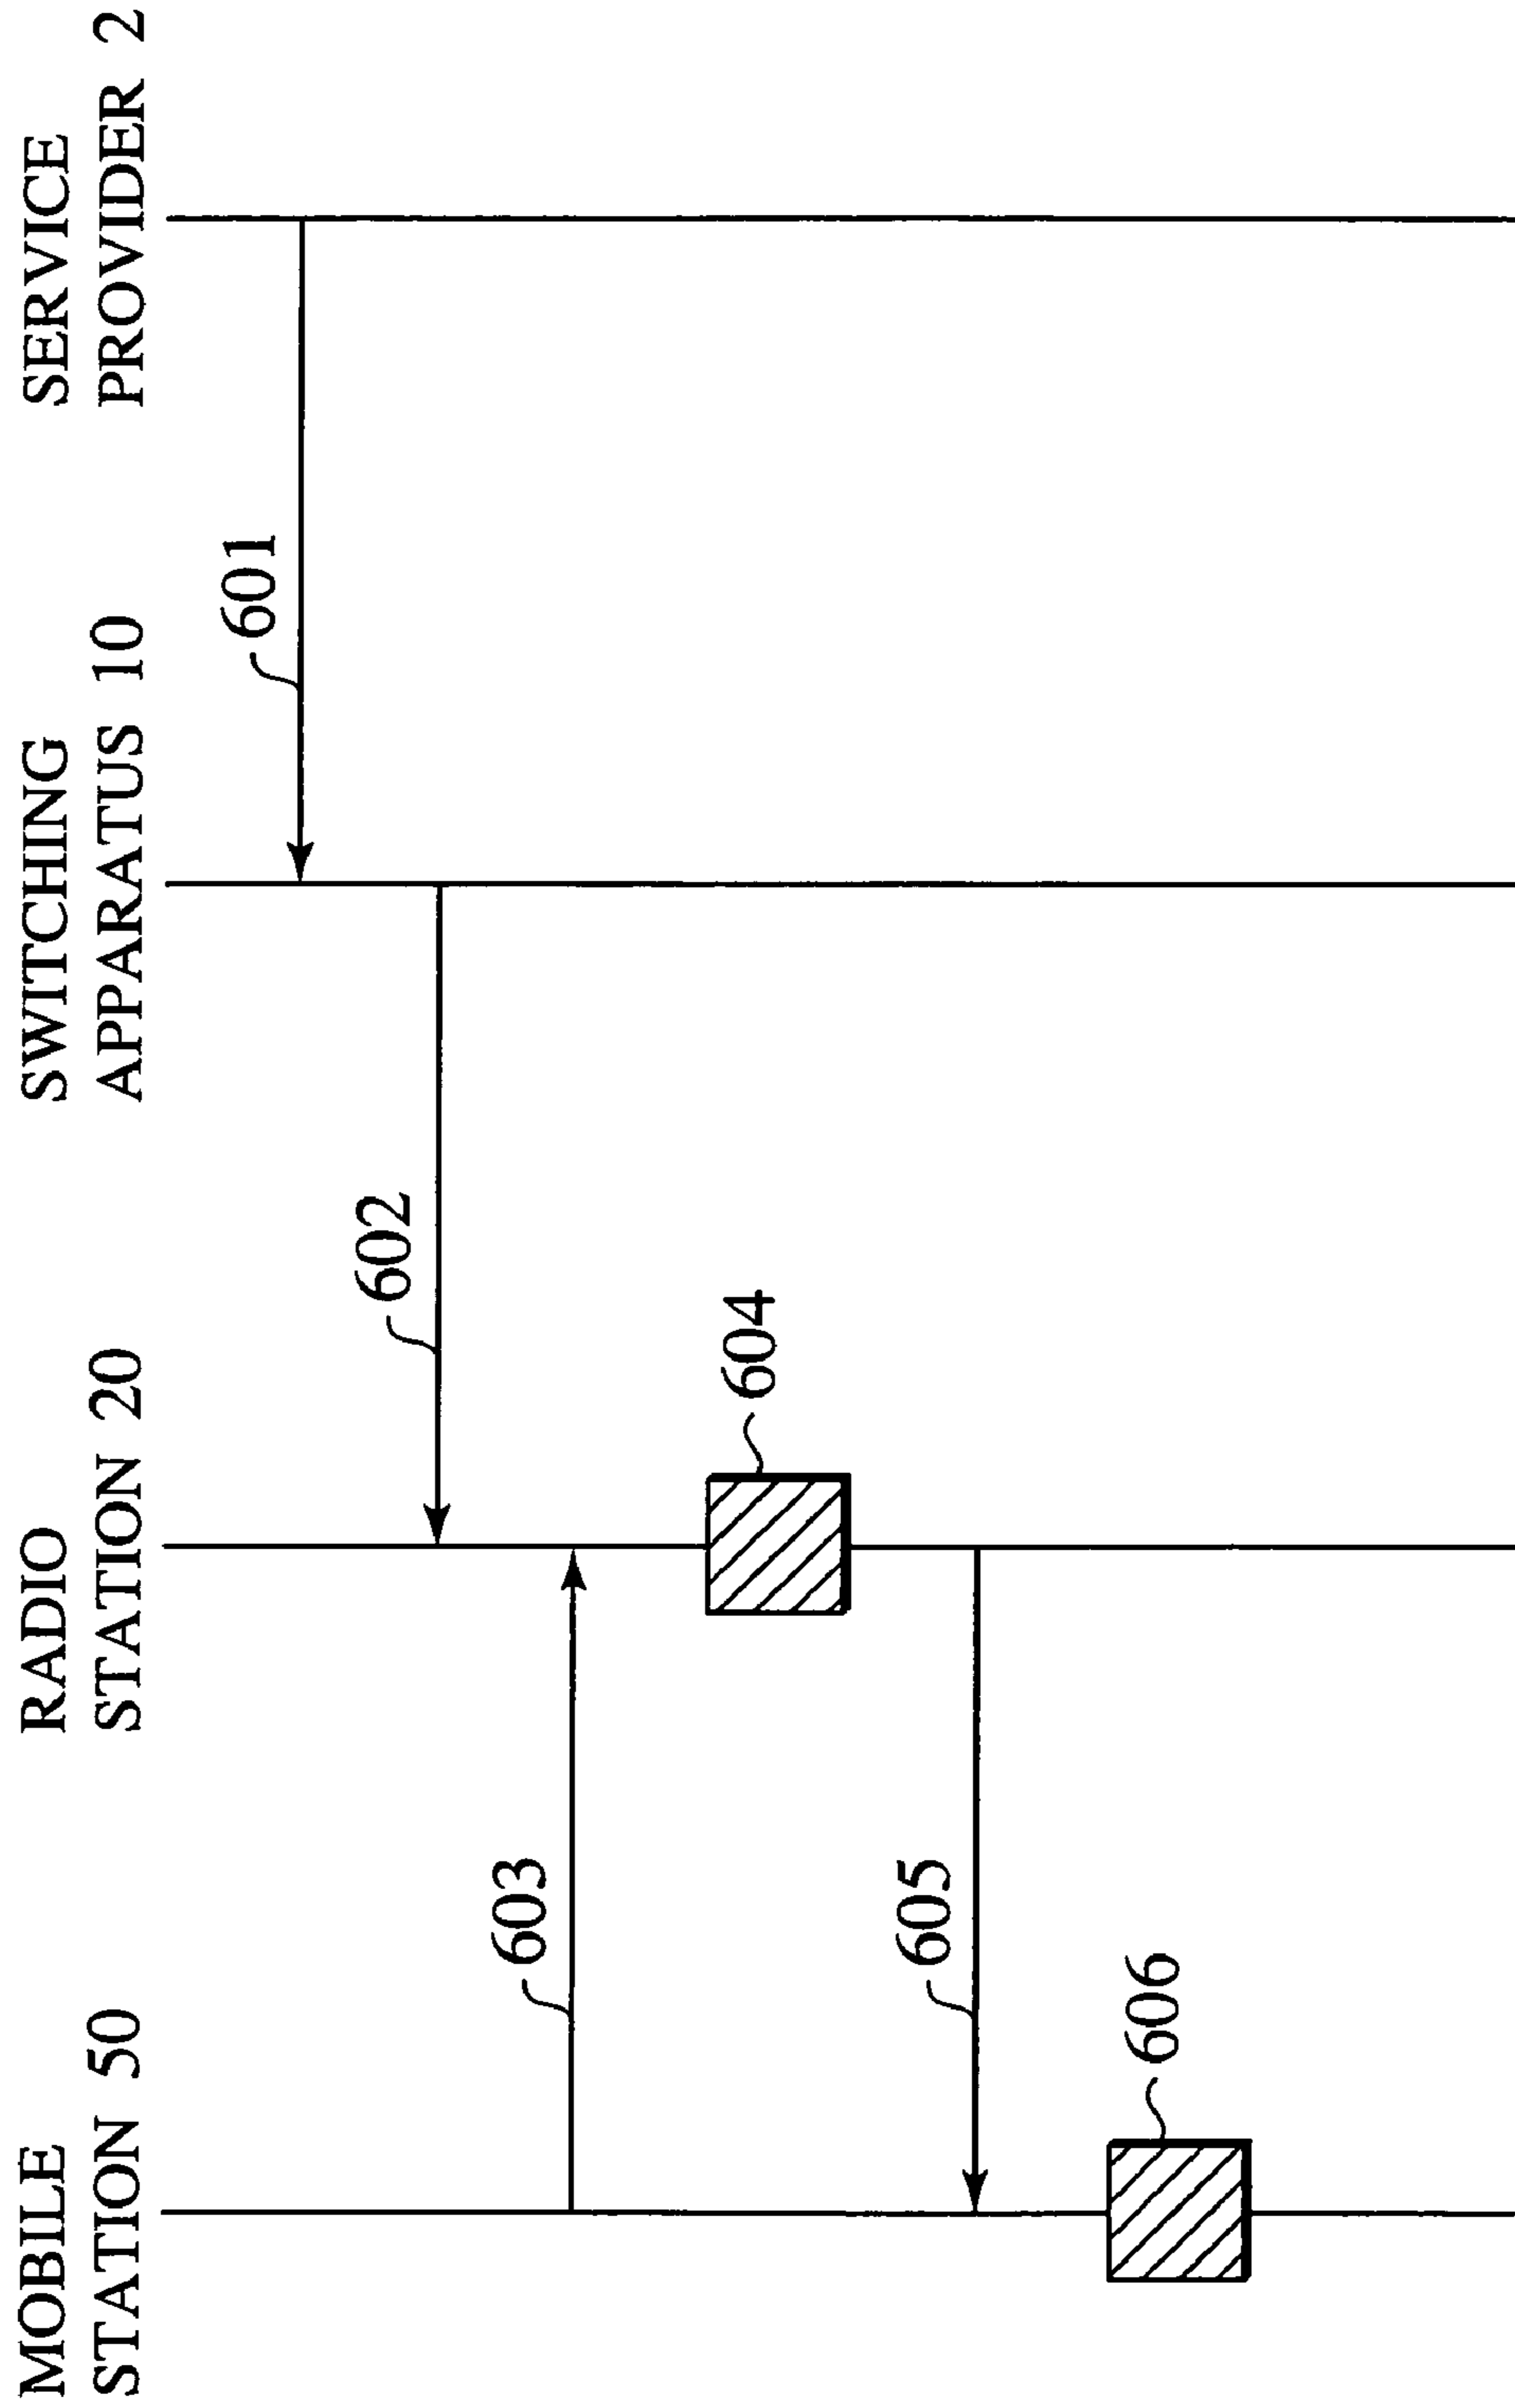 MOBILE
STATION 50
RADIO
STATION 20
SWITCHING
APPARATUS 10
SERVICE
PROVIDER 2
601
602
603
604
605
606